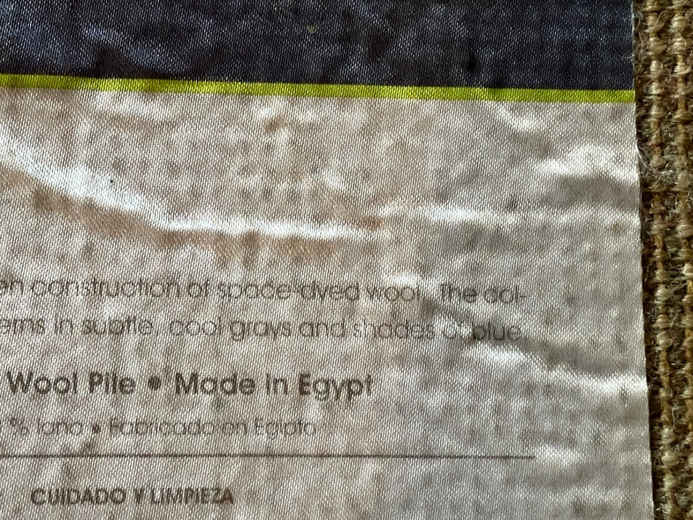 en construction of space-dyed wool. The col-
erns in subtle, cool grays and shades of blue.
Wool Pile • Made in Egypt
% lana • Fabricado en Egipto
CUIDADO Y LIMPIEZA